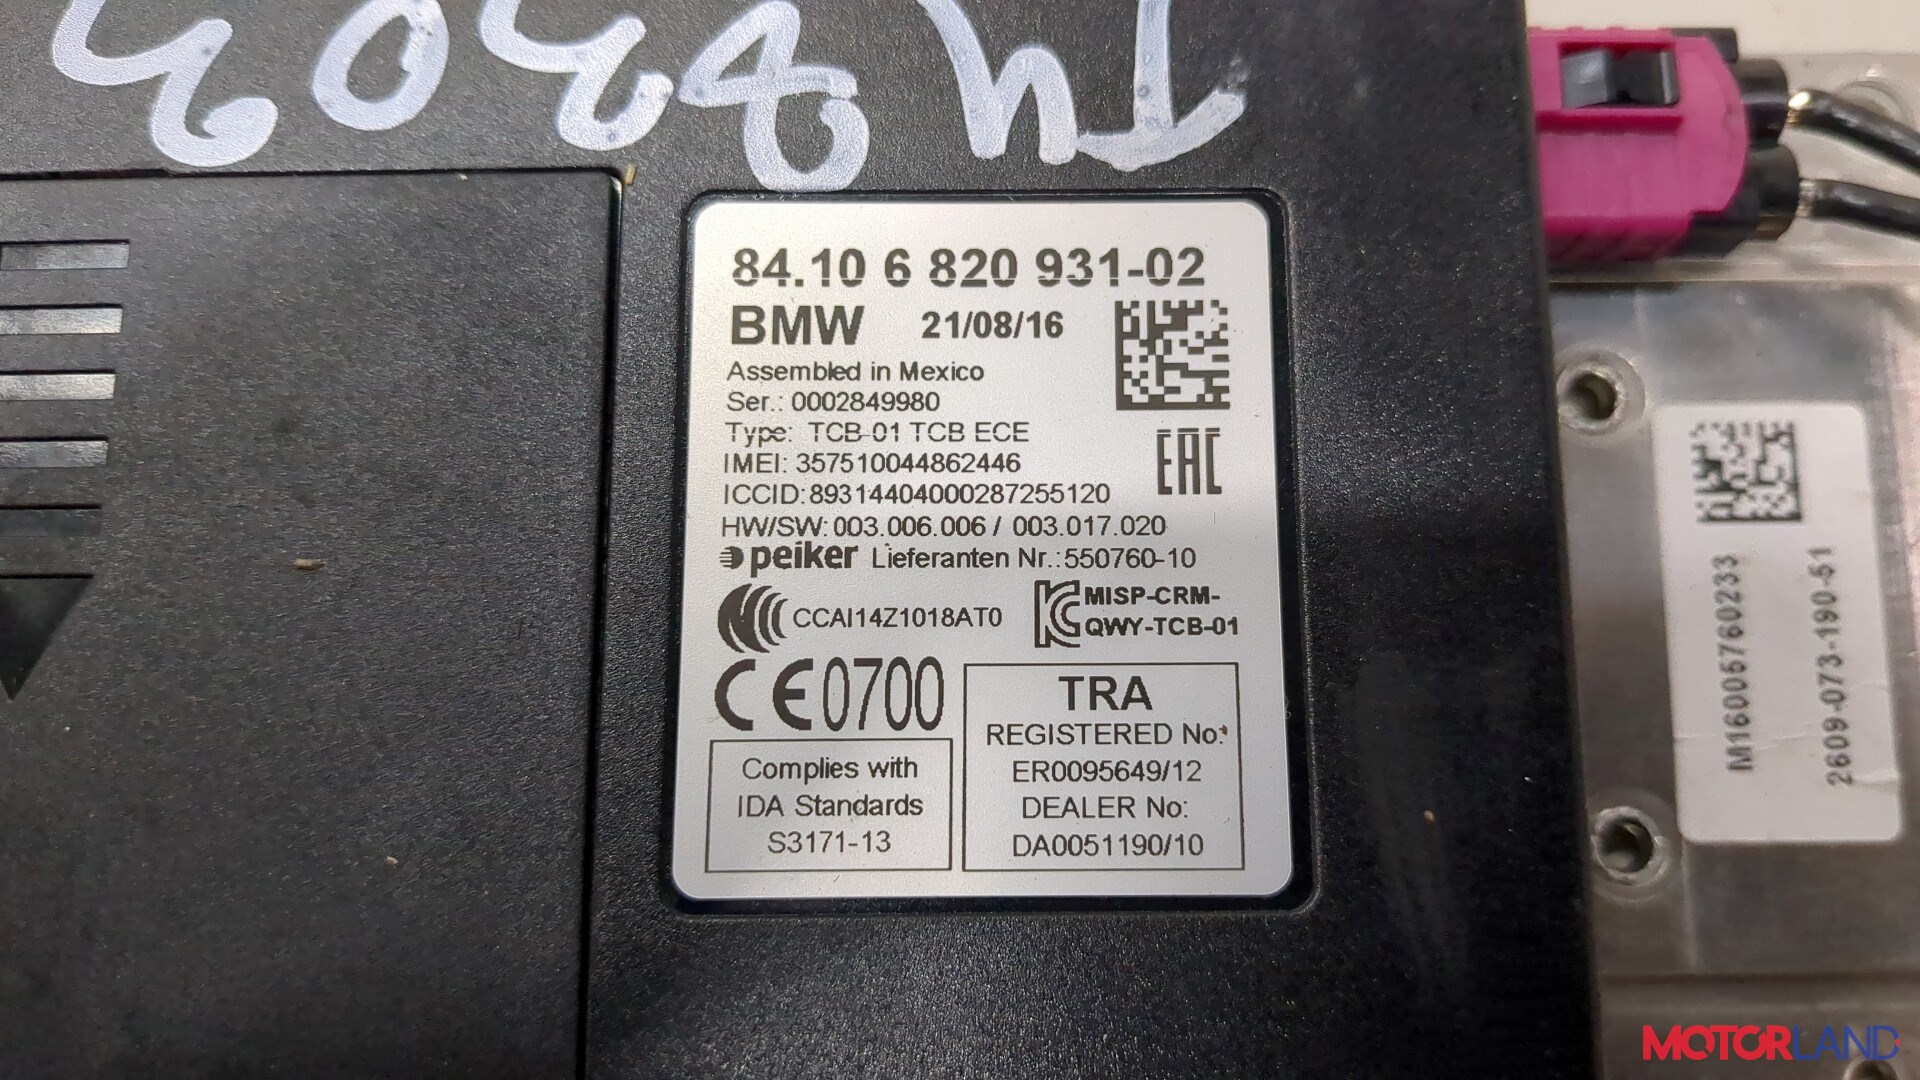 84.10 6 820 931-02
BMW 21/08/16
Assembled in Mexico
Ser.: 0002849980
Type: TCB-01 TCB ECE
IMEI: 357510044862446
ICCID:89314404000287255120
HW/SW: 003.006.006 / 003.017.020
peiker Lieferanten Nr.:550760-10
CCAI14Z1018AT0
MISP-CRM-
QWY-TCB-01
EAC
CE0700
Complies with
IDA Standards
S3171-13
TRA
REGISTERED No:
ER0095649/12
DEALER No:
DA0051190/10
M16005760233
2609-073-190-51
MOTORLAND